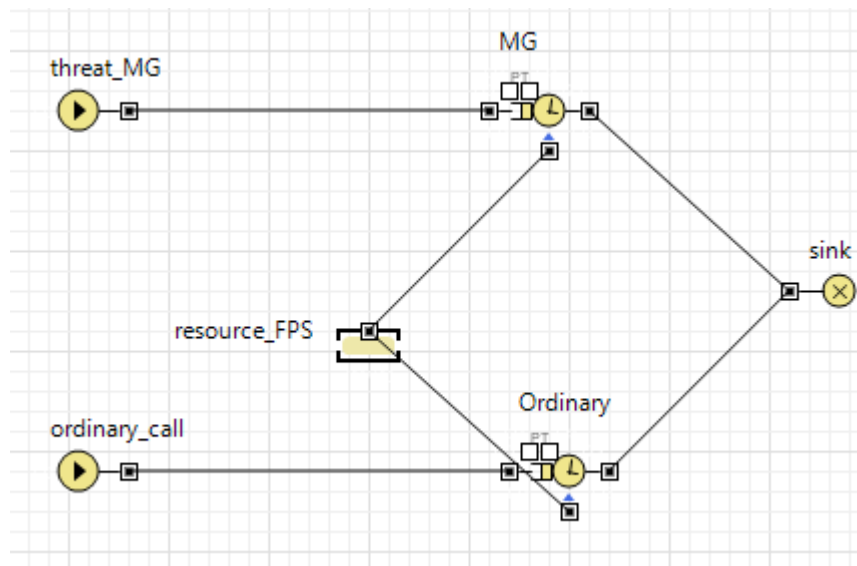 MG
threat_MG
PT
sink
resource_FPS
Ordinary
ordinary_call
PT